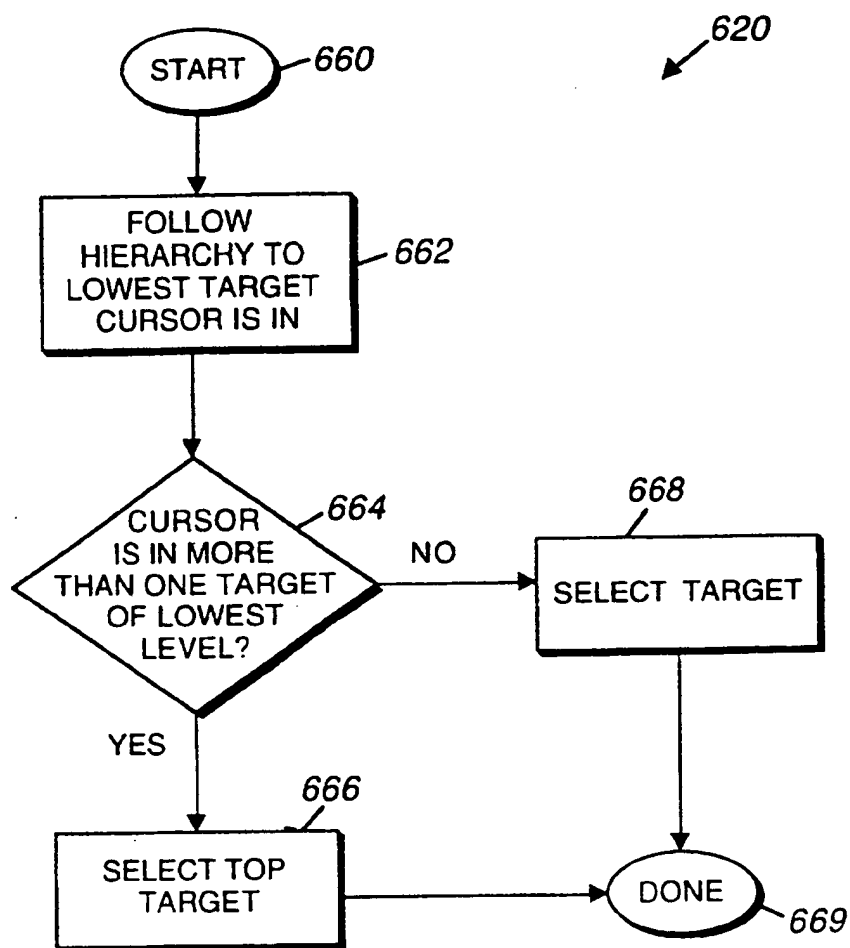 620
START
660
FOLLOW
HIERARCHY TO
LOWEST TARGET
CURSOR IS IN
662
CURSOR
IS IN MORE
THAN ONE TARGET
OF LOWEST
LEVEL?
664
NO
668
SELECT TARGET
YES
666
SELECT TOP
TARGET
DONE
669